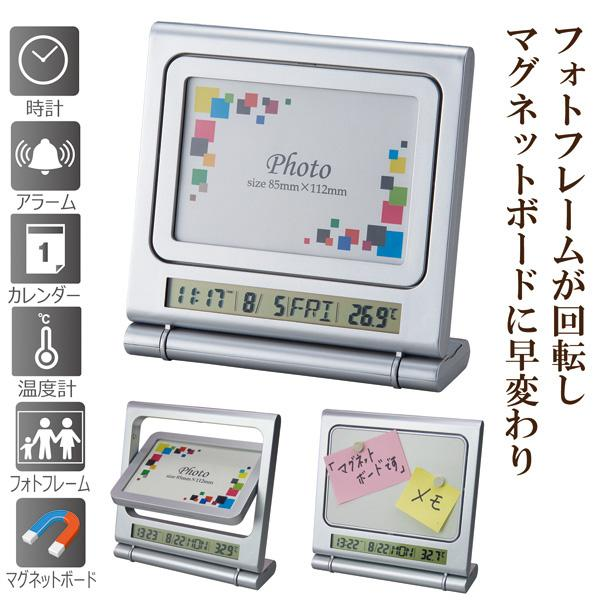 フォトフレームが回転し
マグネットボードに早変わり
時計
アラーム
1
カレンダー
℃
温度計
フォトフレーム
マグネットボード
Photo
size 85mm×112mm
11:17 8/ 5 FRI 26.9℃
Photo
size 85mm×112mm
13:23 8/22 MON 32.9℃
「マグネット
ボードです」
メモ
13:22 8/22 MON 32.7℃